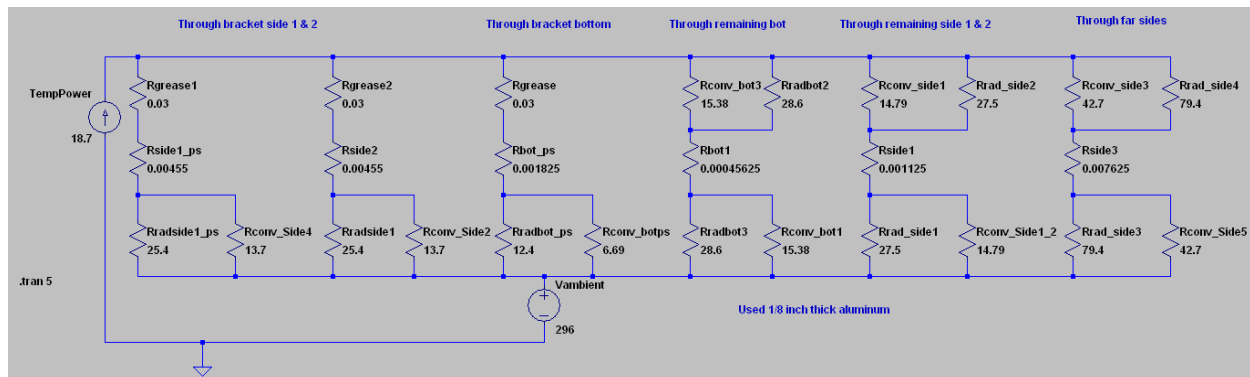 Through bracket side 1 & 2
Through bracket bottom
Through remaining bot
Through remaining side 1 & 2
Through far sides
TempPower
18.7
Rgrease1
0.03
Rgrease2
0.03
Rgrease
0.03
Rconv_bot3
15.38
Rradbot2
28.6
Rconv_side1
14.79
Rrad_side2
27.5
Rconv_side3
42.7
Rrad_side4
79.4
Rside1_ps
0.00455
Rside2
0.00455
Rbot_ps
0.001825
Rbot1
0.00045625
Rside1
0.001125
Rside3
0.007625
Rradside1_ps
25.4
Rconv_Side4
13.7
Rradside1
25.4
Rconv_Side2
13.7
Rradbot_ps
12.4
Rconv_botps
6.69
Rradbot3
28.6
Rconv_bot1
15.38
Rrad_side1
27.5
Rconv_Side1_2
14.79
Rrad_side3
79.4
Rconv_Side5
42.7
.tran 5
Vambient
296
Used 1/8 inch thick aluminum